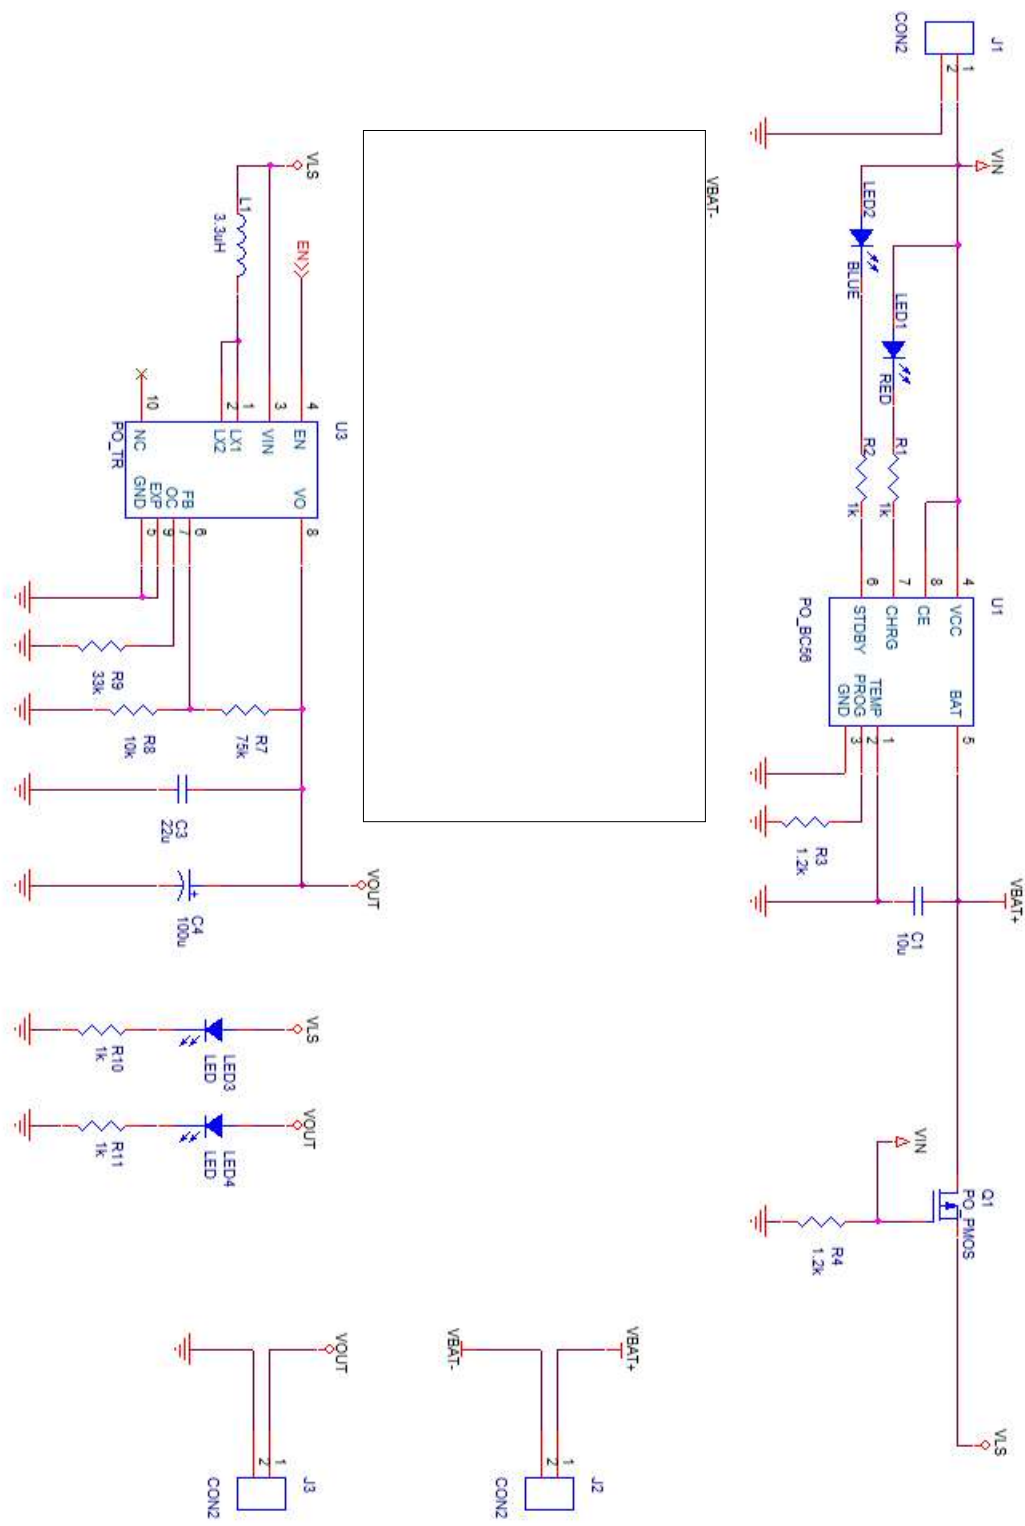 J1
CON2
1
2
VIN
LED2
BLUE
LED1
RED
R2
1k
R1
1k
U1
PO_BC56
4
8
7
6
VCC
CE
CHRG
STDBY
BAT
TEMP
PROG
GND
5
1
2
3
R3
1.2k
C1
10u
VBAT+
Q1
PO_PMOS
VIN
R4
1.2k
VLS
VBAT-
VLS
L1
3.3uH
EN
U3
PO_TR
4
3
1
2
10
EN
VIN
LX1
LX2
NC
VO
FB
OC
EXP
GND
8
6
7
9
5
R9
33k
R8
10k
R7
75k
C3
22u
C4
100u
VOUT
VLS
LED3
LED
R10
1k
VOUT
LED4
LED
R11
1k
VBAT+
VBAT-
1
2
J2
CON2
VOUT
1
2
J3
CON2